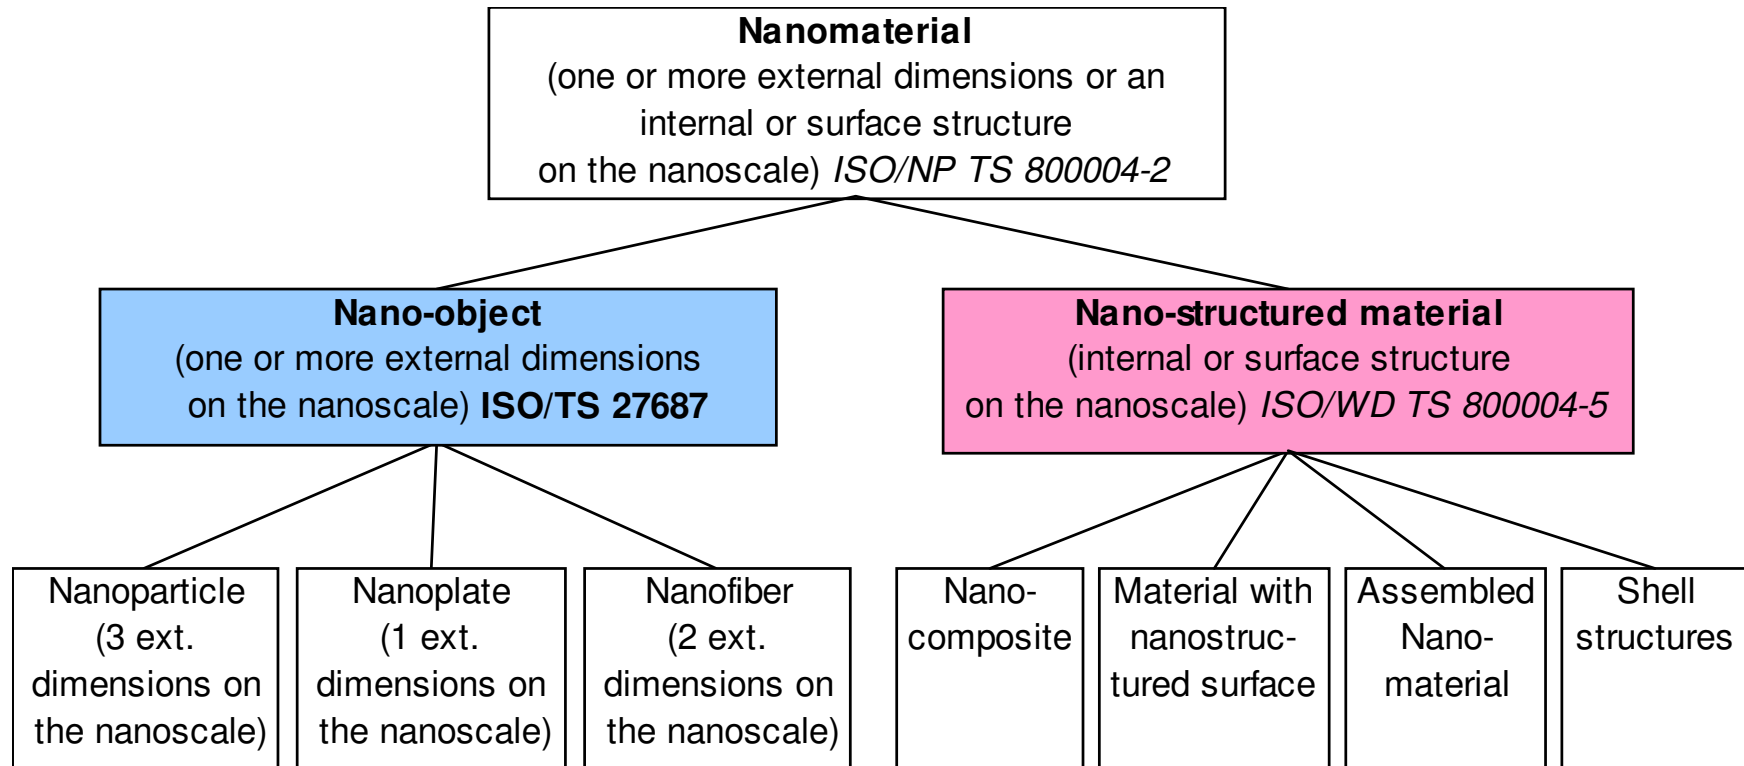 Nanomaterial
(one or more external dimensions or an
internal or surface structure
on the nanoscale) ISO/NP TS 800004-2
Nano-object
(one or more external dimensions
on the nanoscale) ISO/TS 27687
Nano-structured material
(internal or surface structure
on the nanoscale) ISO/WD TS 800004-5
Nanoparticle
(3 ext.
dimensions on
the nanoscale)
Nanoplate
(1 ext.
dimensions on
the nanoscale)
Nanofiber
(2 ext.
dimensions on
the nanoscale)
Nano-
composite
Material with
nanostruc-
tured surface
Assembled
Nano-
material
Shell
structures